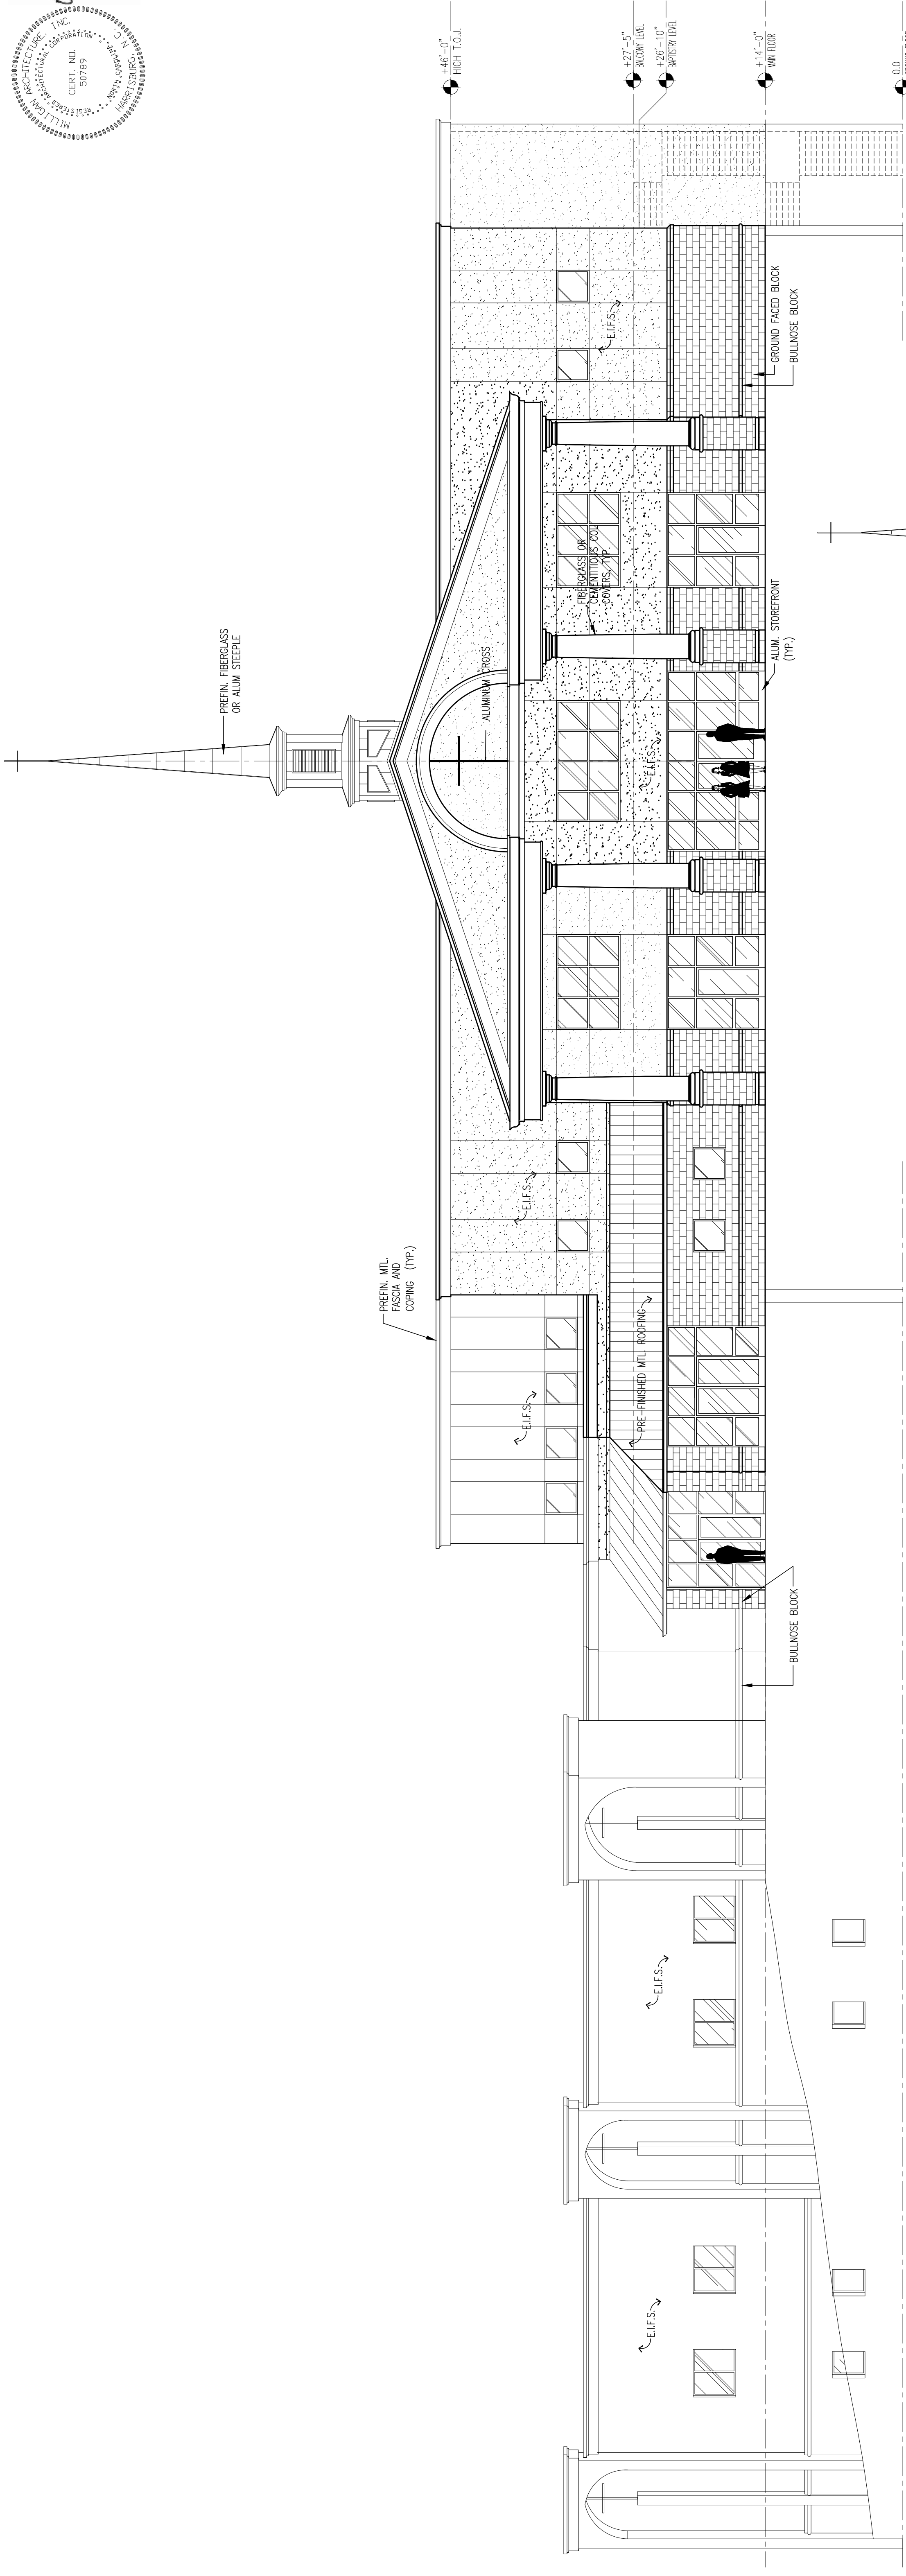 MILLIGAN ARCHITECTURE, INC.
HARRISBURG, N.C.
REGISTERED ARCHITECTURAL CORPORATION
NORTH CAROLINA
CERT. NO.
50789
+46'-0"
HIGH T.O.J.
+27'-5"
BALCONY LEVEL
+26'-10"
BAPTISTRY LEVEL
+14'-0"
MAIN FLOOR
0.0
PREFIN. FIBERGLASS
OR ALUM STEEPLE
PREFIN. MTL.
FASCIA AND
COPING (TYP.)
ALUMINUM CROSS
FIBERGLASS OR
CEMENTITIOUS COL
COVERS, TYP.
E.I.F.S.
E.I.F.S.
E.I.F.S.
E.I.F.S.
PRE-FINISHED MTL. ROOFING
GROUND FACED BLOCK
BULLNOSE BLOCK
ALUM. STOREFRONT
(TYP.)
BULLNOSE BLOCK
E.I.F.S.
E.I.F.S.